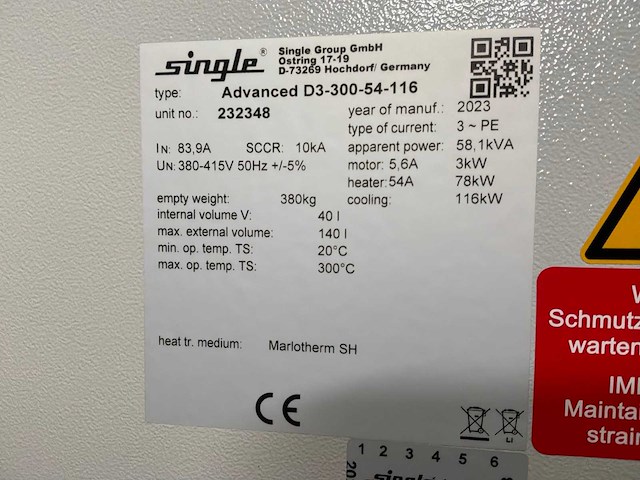 single® Single Group GmbH
Ostring 17-19
D-73269 Hochdorf/ Germany
type: Advanced D3-300-54-116
unit no.: 232348 year of manuf.: 2023
type of current: 3 ~ PE
IN: 83,9A SCCR: 10kA apparent power: 58,1kVA
UN: 380-415V 50Hz +/-5% motor: 5,6A 3kW
heater: 54A 78kW
empty weight: 380kg cooling: 116kW
internal volume V: 40 l
max. external volume: 140 l
min. op. temp. TS: 20°C
max. op. temp. TS: 300°C
heat tr. medium: Marlotherm SH
CE
1 2 3 4 5 6
20
single
W
Schmutz
warten
IM
Mainta
strain